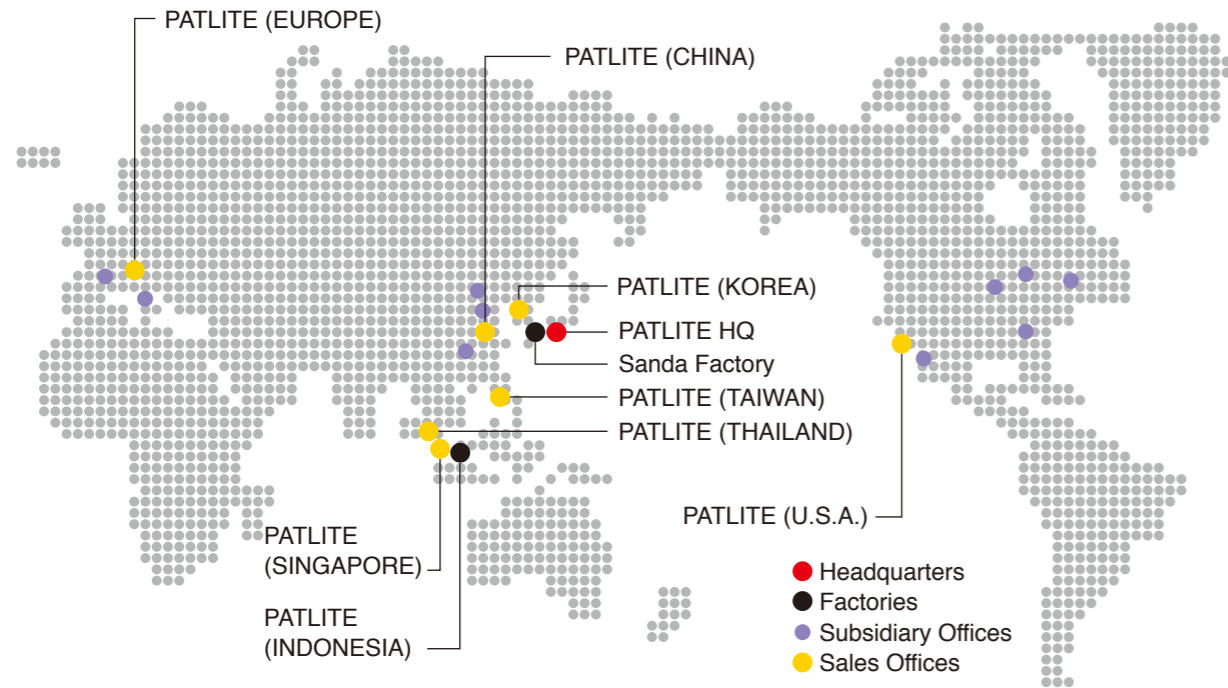 PATLITE (EUROPE)
PATLITE (CHINA)
PATLITE (KOREA)
PATLITE HQ
Sanda Factory
PATLITE (TAIWAN)
PATLITE (THAILAND)
PATLITE (U.S.A.)
PATLITE
(SINGAPORE)
PATLITE
(INDONESIA)
Headquarters
Factories
Subsidiary Offices
Sales Offices